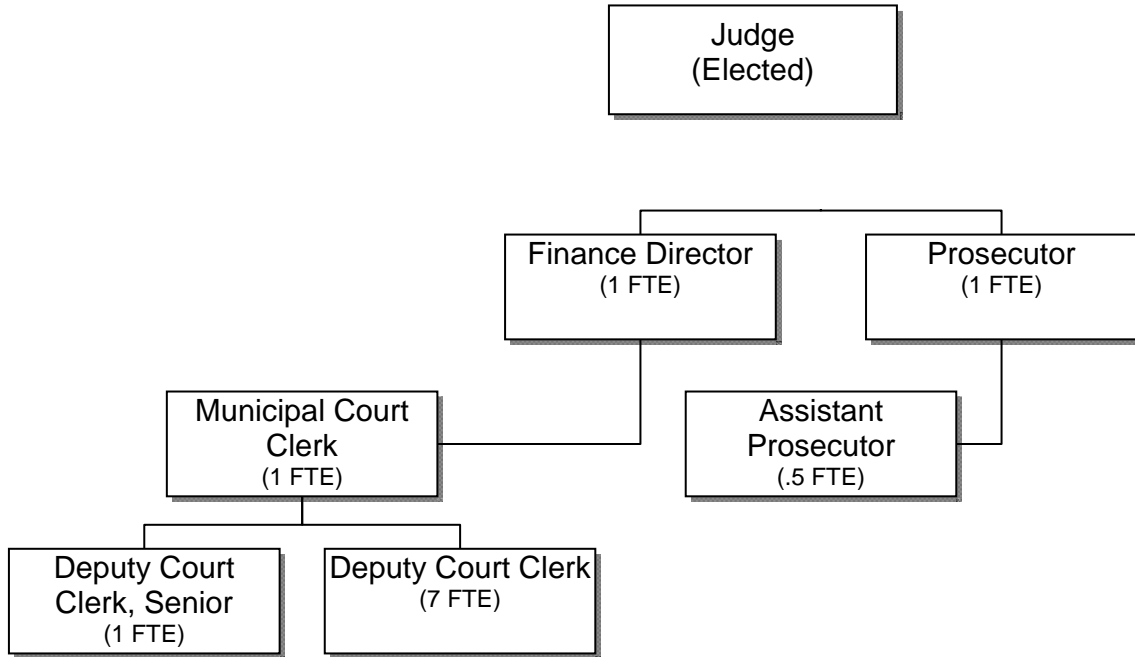 Judge
(Elected)
Finance Director
(1 FTE)
Prosecutor
(1 FTE)
Municipal Court
Clerk
(1 FTE)
Assistant
Prosecutor
(.5 FTE)
Deputy Court
Clerk, Senior
(1 FTE)
Deputy Court Clerk
(7 FTE)